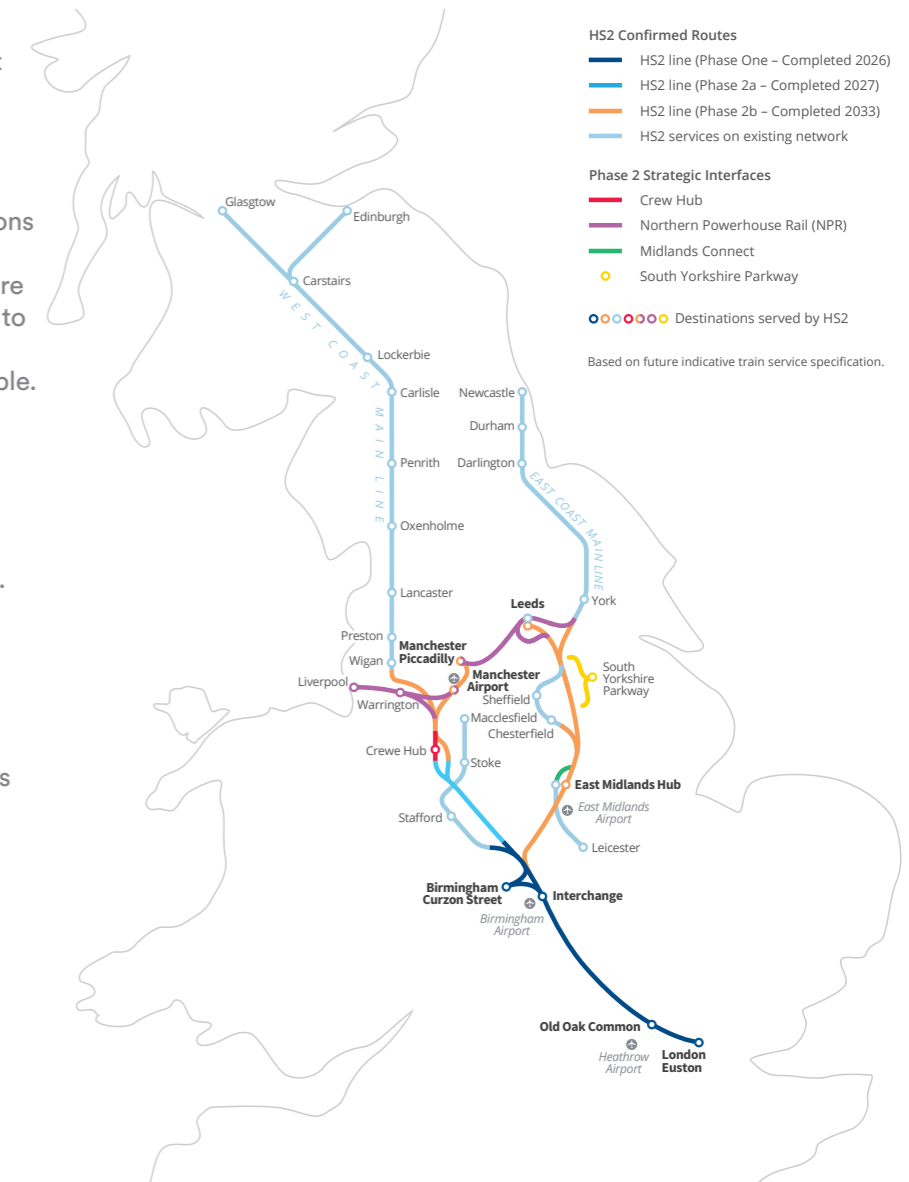 t
ons
re
to
ole.
.
s
HS2 Confirmed Routes
HS2 line (Phase One – Completed 2026)
HS2 line (Phase 2a – Completed 2027)
HS2 line (Phase 2b – Completed 2033)
HS2 services on existing network
Phase 2 Strategic Interfaces
Crew Hub
Northern Powerhouse Rail (NPR)
Midlands Connect
South Yorkshire Parkway
Destinations served by HS2
Based on future indicative train service specification.
Glasgtow
Edinburgh
Carstairs
WEST COAST MAIN LINE
Lockerbie
Carlisle
Newcastle
Durham
Penrith
Darlington
EAST COAST MAIN LINE
Oxenholme
Lancaster
York
Leeds
Preston
Manchester
Piccadilly
Wigan
South
Yorkshire
Parkway
Manchester
Airport
Liverpool
Warrington
Sheffield
Macclesfield
Chesterfield
Crewe Hub
Stoke
East Midlands Hub
East Midlands
Airport
Stafford
Leicester
Birmingham
Curzon Street
Interchange
Birmingham
Airport
Old Oak Common
Heathrow
Airport
London
Euston